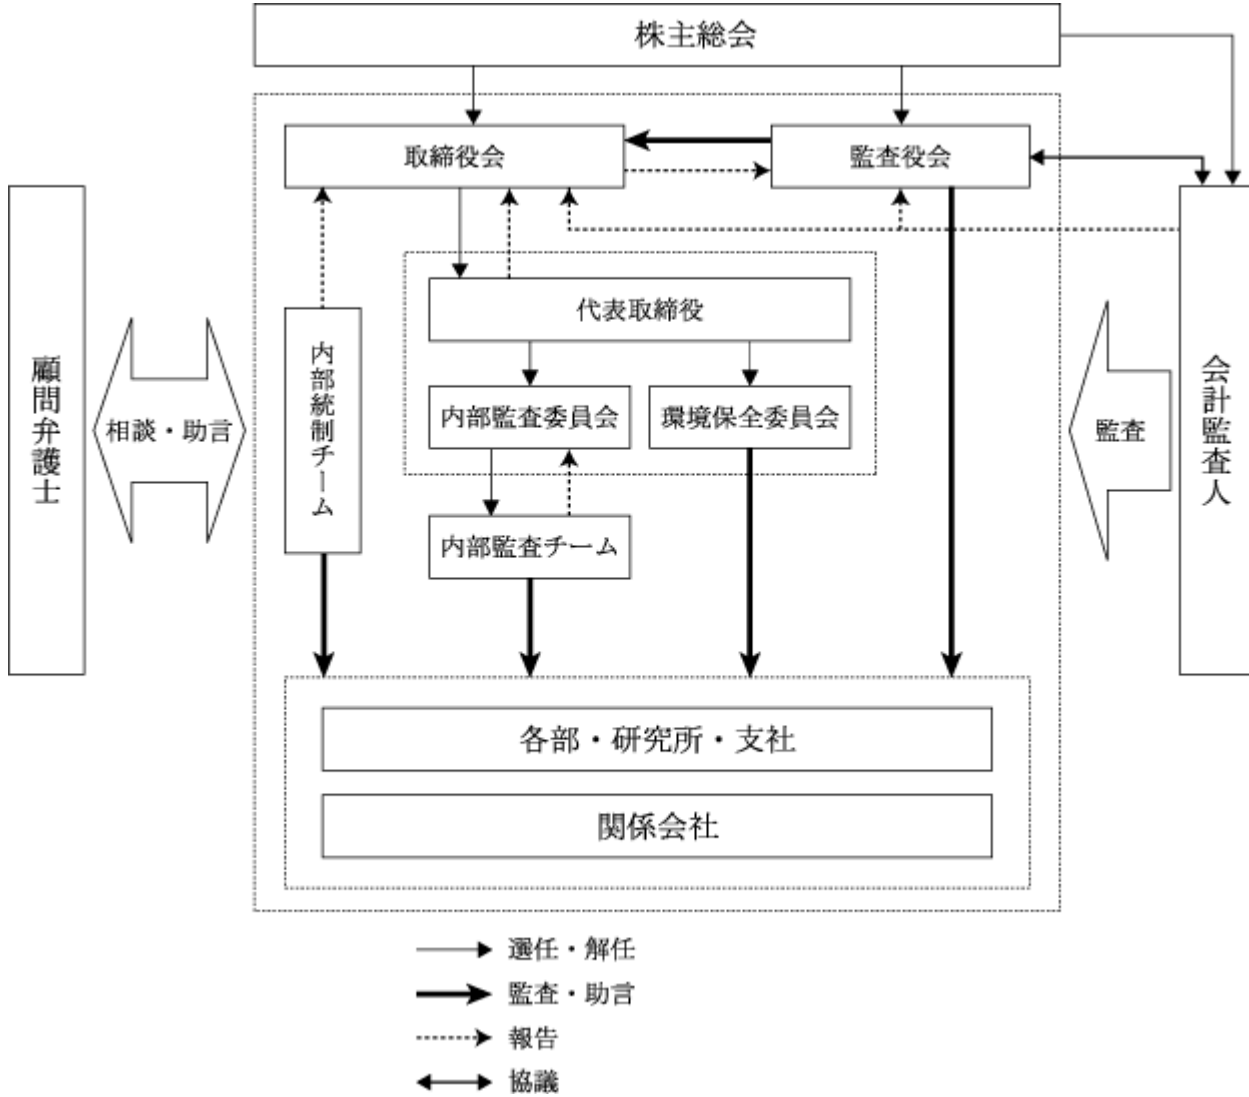 株主総会
取締役会
監査役会
代表取締役
内部監査委員会
環境保全委員会
内部監査チーム
内部統制チーム
顧問弁護士
相談・助言
監査
会計監査人
各部・研究所・支社
関係会社
選任・解任
監査・助言
報告
協議